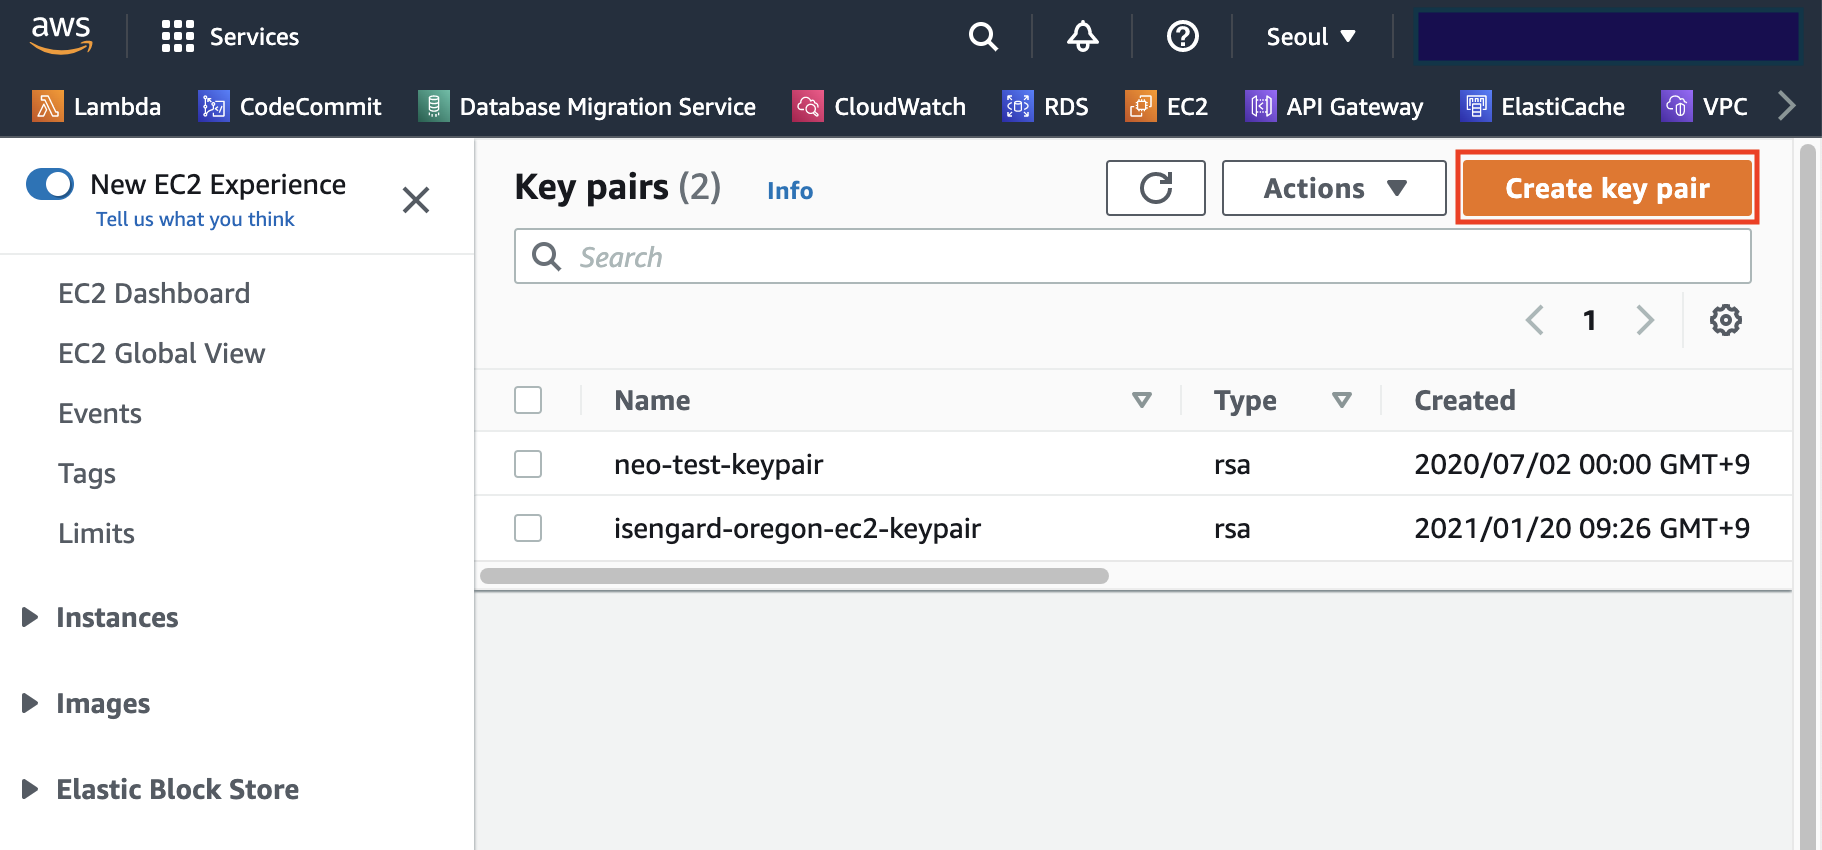 aws
Services
Seoul
Lambda
CodeCommit
Database Migration Service
CloudWatch
RDS
EC2
API Gateway
ElastiCache
VPC
New EC2 Experience
Tell us what you think
EC2 Dashboard
EC2 Global View
Events
Tags
Limits
Instances
Images
Elastic Block Store
Key pairs (2)
Info
Actions
Create key pair
Search
1
Name Type Created
neo-test-keypair rsa 2020/07/02 00:00 GMT+9
isengard-oregon-ec2-keypair rsa 2021/01/20 09:26 GMT+9